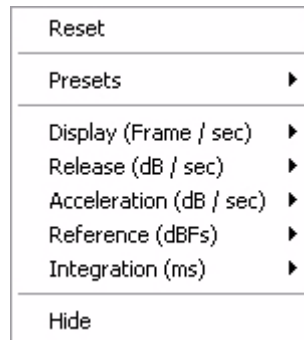 Reset
Presets
Display (Frame / sec)
Release (dB / sec)
Acceleration (dB / sec)
Reference (dBFs)
Integration (ms)
Hide